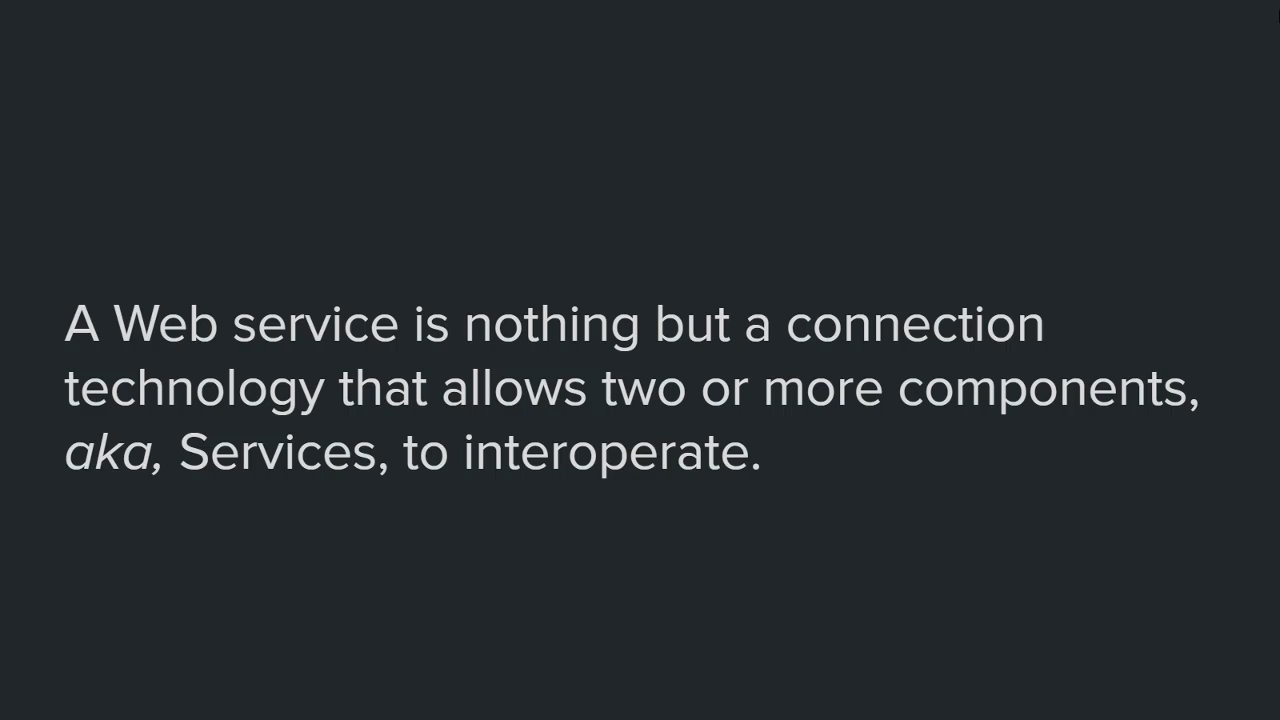 A Web service is nothing but a connection
technology that allows two or more components,
aka, Services, to interoperate.